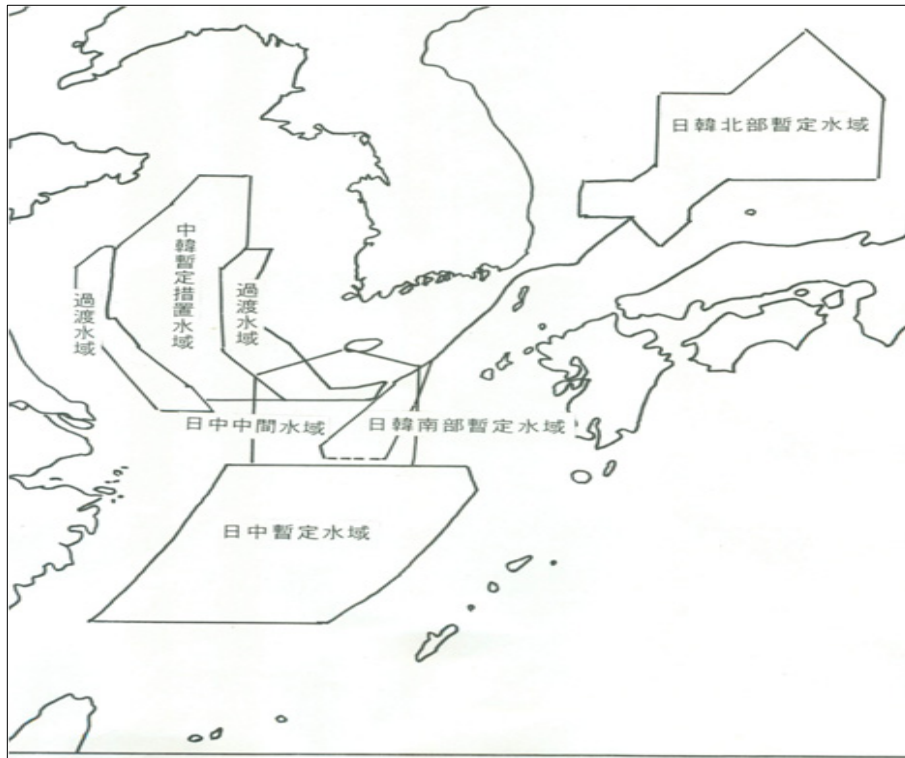 日韓北部暫定水域
中韓暫定措置水域
過渡水域
過渡水域
日中中間水域
日韓南部暫定水域
日中暫定水域